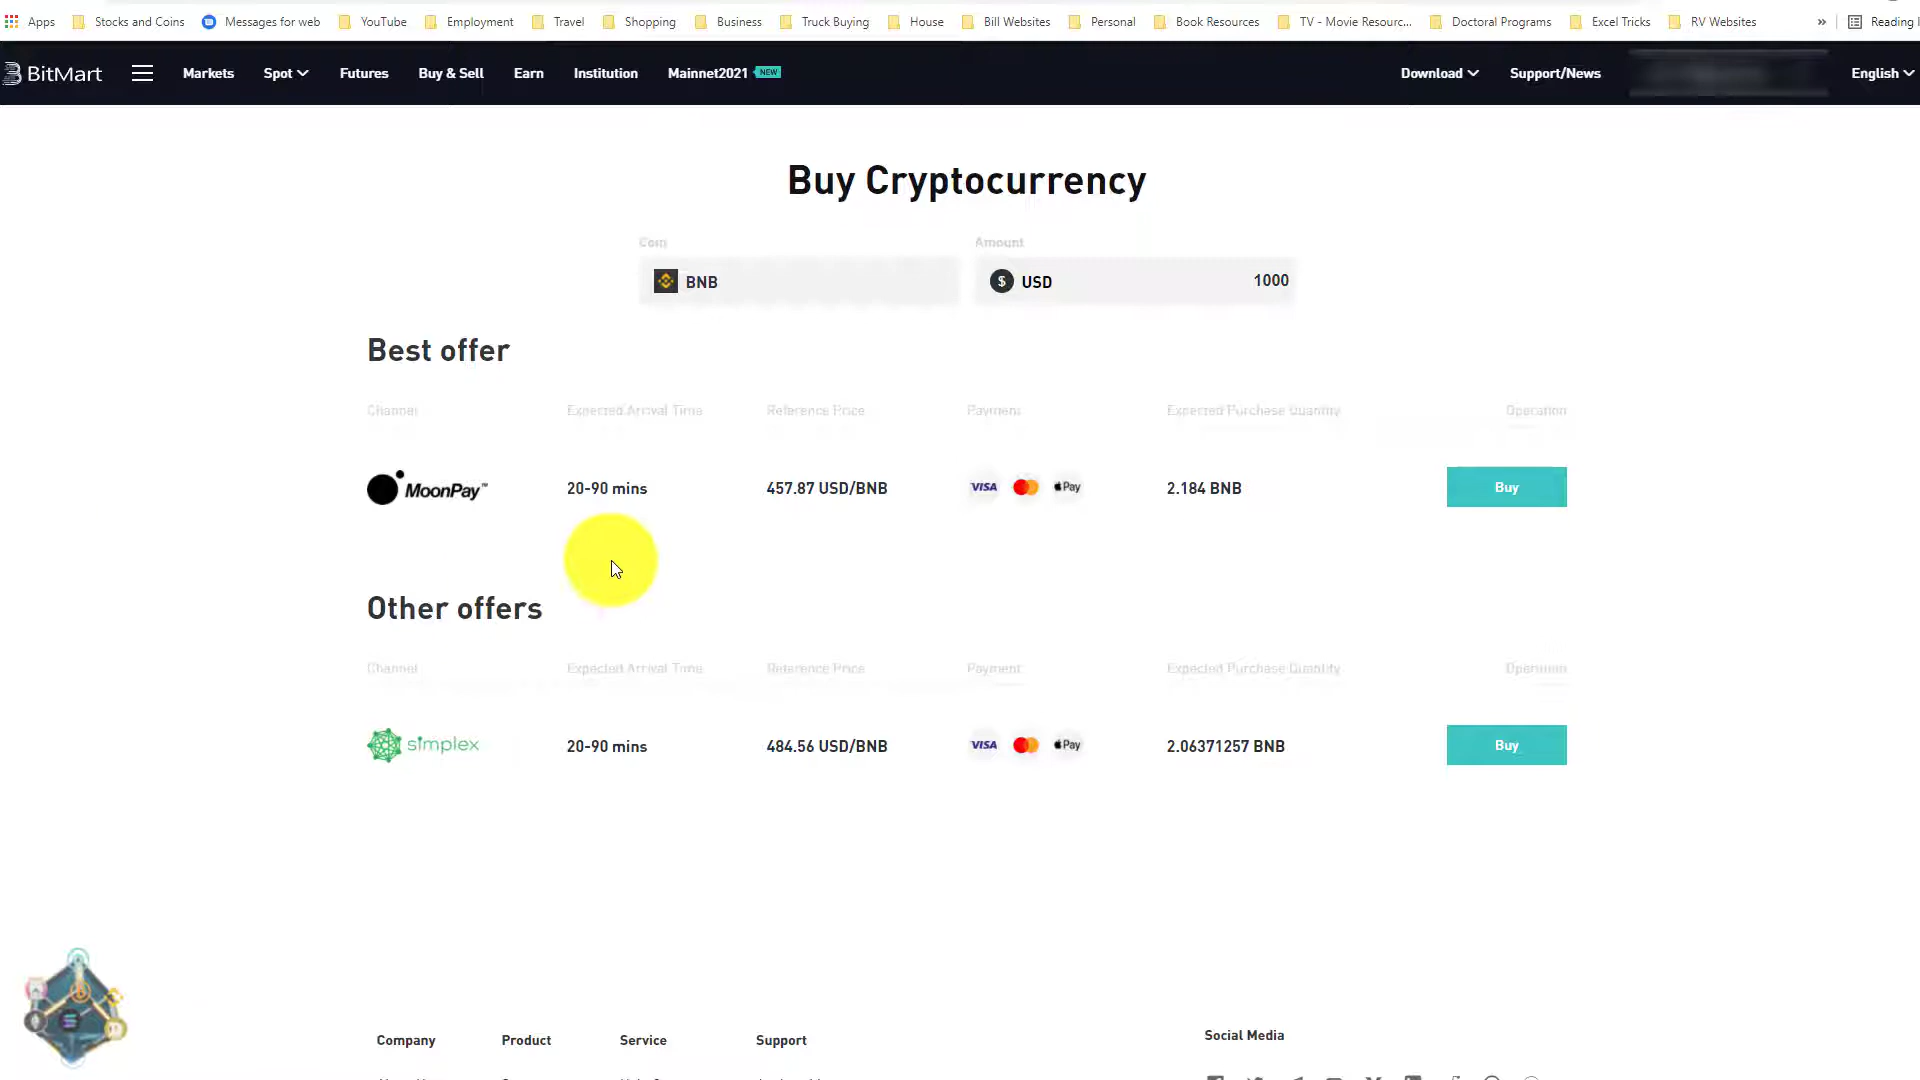 Apps Stocks and Coins Messages for web YouTube Employment Travel Shopping Business Truck Buying House Bill Websites Personal Book Resources TV - Movie Resourc... Doctoral Programs Excel Tricks RV Websites » Reading
BitMart Markets Spot Futures Buy & Sell Earn Institution Mainnet2021 NEW Download Support/News English
Buy Cryptocurrency
Coin Amount
BNB $ USD 1000
Best offer
Channel Expected Arrival Time Reference Price Payment Expected Purchase Quantity Operation
MoonPay™ 20-90 mins 457.87 USD/BNB VISA Pay 2.184 BNB Buy
Other offers
Channel Expected Arrival Time Reference Price Payment Expected Purchase Quantity Operation
simplex 20-90 mins 484.56 USD/BNB VISA Pay 2.06371257 BNB Buy
Company Product Service Support Social Media